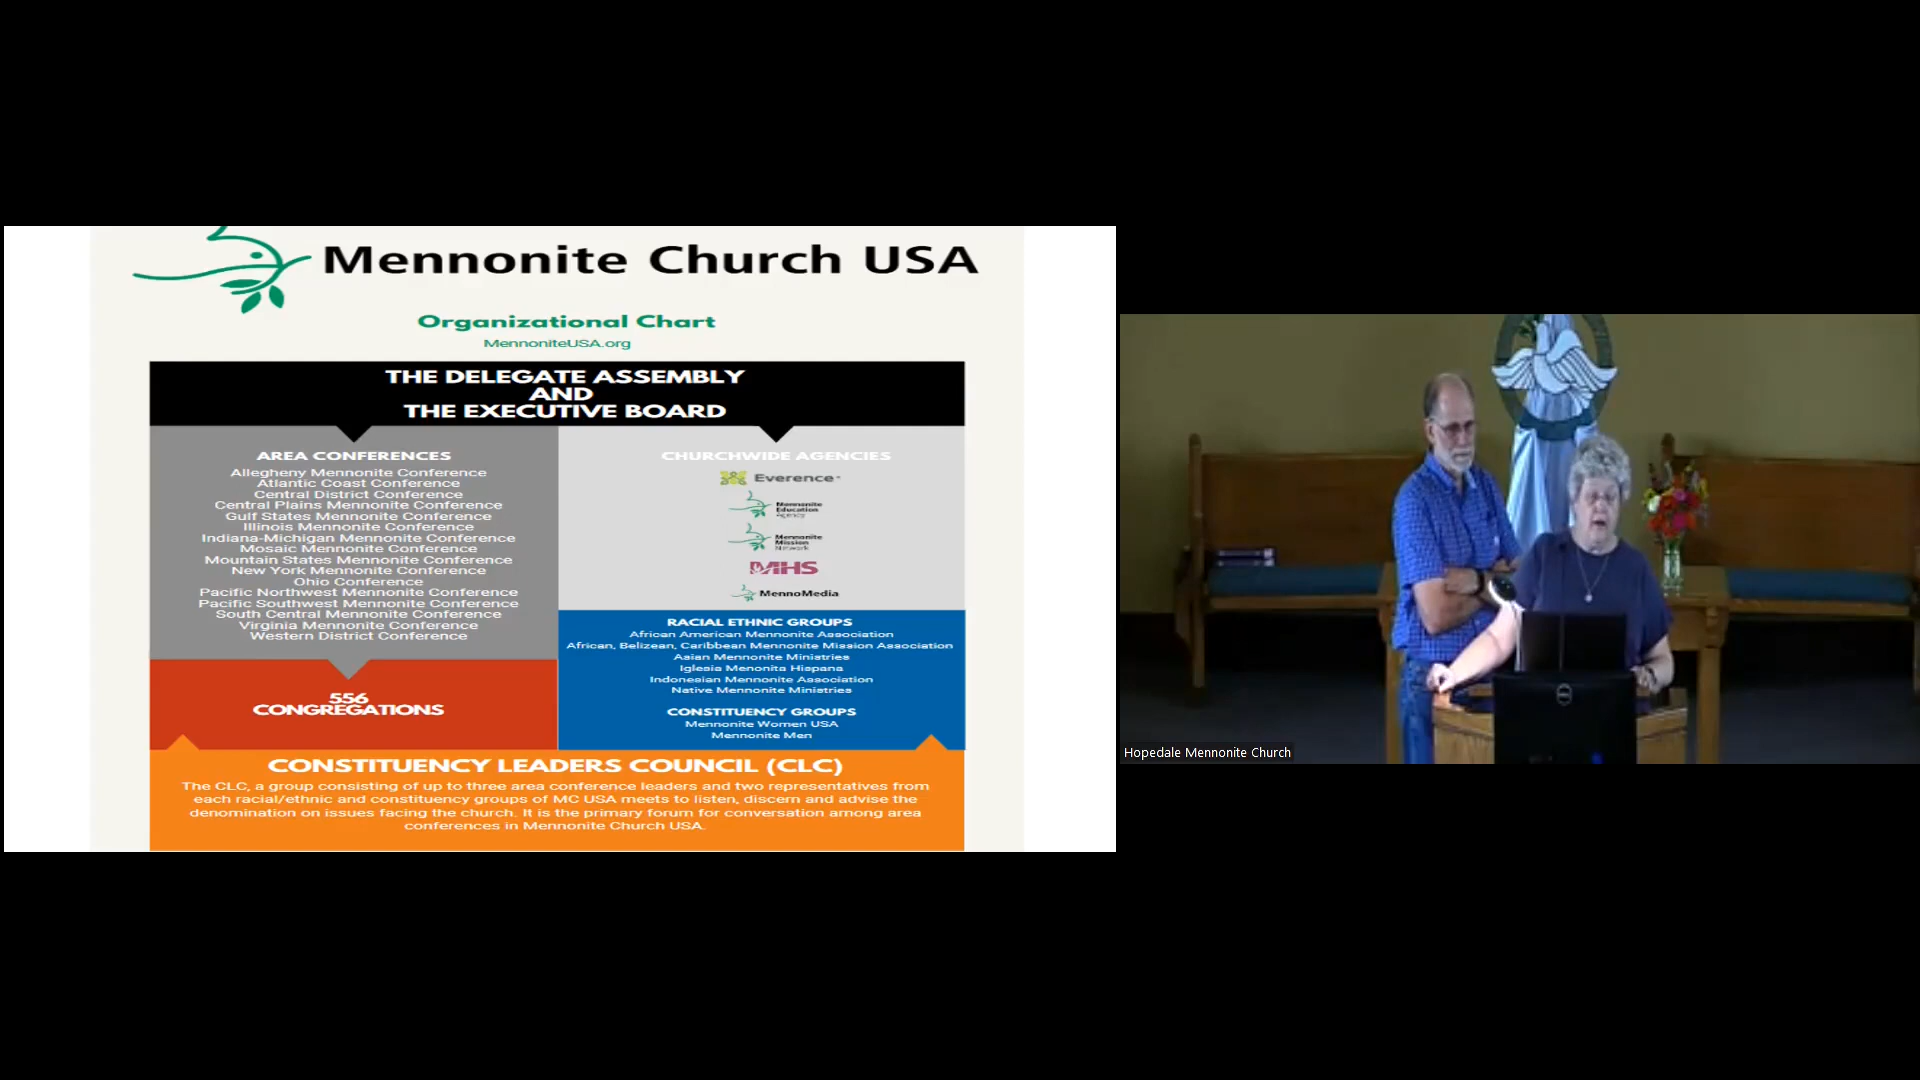 Mennonite Church USA
Organizational Chart
MennoniteUSA.org
THE DELEGATE ASSEMBLY
AND
THE EXECUTIVE BOARD
AREA CONFERENCES
Allegheny Mennonite Conference
Atlantic Coast Conference
Central District Conference
Central Plains Mennonite Conference
Gulf States Mennonite Conference
Illinois Mennonite Conference
Indiana-Michigan Mennonite Conference
Mosaic Mennonite Conference
Mountain States Mennonite Conference
New York Mennonite Conference
Ohio Conference
Pacific Northwest Mennonite Conference
Pacific Southwest Mennonite Conference
South Central Mennonite Conference
Virginia Mennonite Conference
Western District Conference
CHURCHWIDE AGENCIES
Everence
Mennonite
Education
Agency
Mennonite
Mission
Network
MHS
MennoMedia
RACIAL ETHNIC GROUPS
African American Mennonite Association
African, Belizean, Caribbean Mennonite Mission Association
Asian Mennonite Ministries
Iglesia Menonita Hispana
Indonesian Mennonite Association
Native Mennonite Ministries
CONSTITUENCY GROUPS
Mennonite Women USA
Mennonite Men
556
CONGREGATIONS
CONSTITUENCY LEADERS COUNCIL (CLC)
The CLC, a group consisting of up to three area conference leaders and two representatives from
each racial/ethnic and constituency groups of MC USA meets to listen, discern and advise the
denomination on issues facing the church. It is the primary forum for conversation among area
conferences in Mennonite Church USA.
DELL
Hopedale Mennonite Church